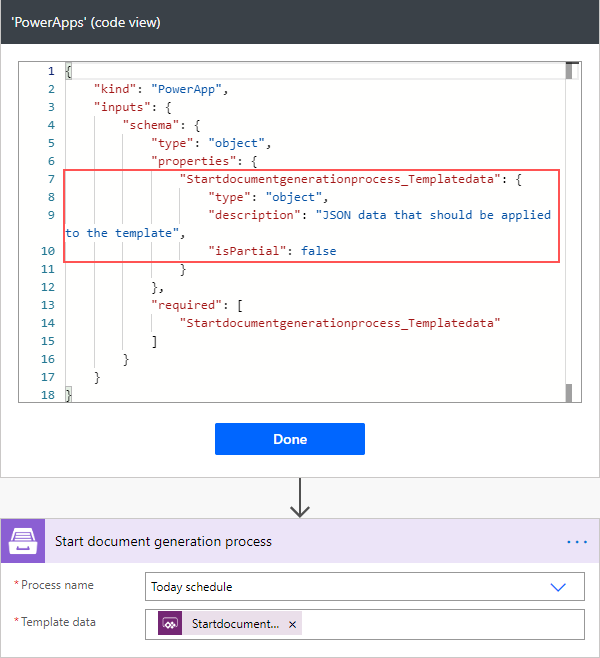 'PowerApps' (code view)
1 {
2 "kind": "PowerApp",
3 "inputs": {
4 "schema": {
5 "type": "object",
6 "properties": {
7 "Startdocumentgenerationprocess_Templatedata": {
8 "type": "object",
9 "description": "JSON data that should be applied
to the template",
10 "isPartial": false
11 }
12 },
13 "required": [
14 "Startdocumentgenerationprocess_Templatedata"
15 ]
16 }
17 }
18 }
Done
Start document generation process ...
*Process name Today schedule
*Template data Startdocument... ×